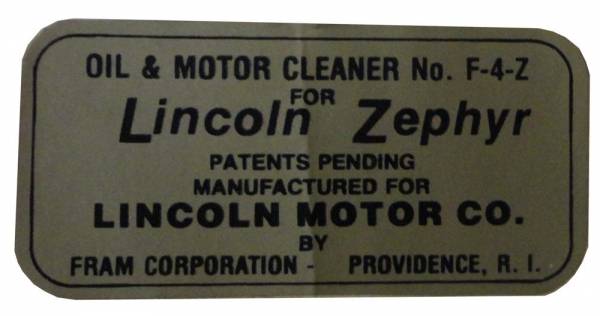 OIL & MOTOR CLEANER No. F-4-Z
FOR
Lincoln Zephyr
PATENTS PENDING
MANUFACTURED FOR
LINCOLN MOTOR CO.
BY
FRAM CORPORATION - PROVIDENCE, R. I.